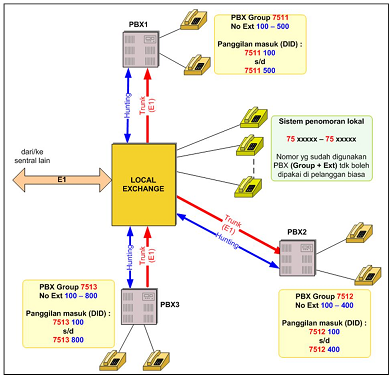 PBX1
PBX Group 7511
No Ext 100 – 500
Panggilan masuk (DID) :
7511 100
s/d
7511 500
Hunting
Trunk
(E1)
Sistem penomoran lokal
75 xxxxx – 75 xxxxx
Nomor yg sudah digunakan
PBX (Group + Ext) tdk boleh
dipakai di pelanggan biasa
dari/ke
sentral lain
E1
LOCAL
EXCHANGE
Trunk
(E1)
Hunting
PBX2
Hunting
Trunk
(E1)
PBX3
PBX Group 7513
No Ext 100 – 800
Panggilan masuk (DID) :
7513 100
s/d
7513 800
PBX Group 7512
No Ext 100 – 400
Panggilan masuk (DID) :
7512 100
s/d
7512 400